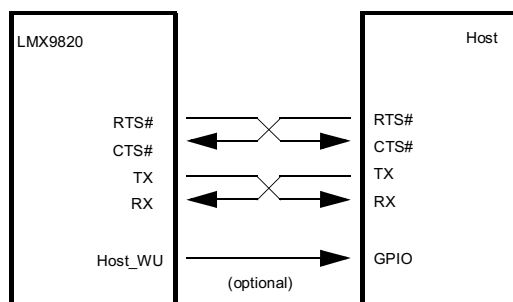 LMX9820
Host
RTS#
RTS#
CTS#
CTS#
TX
TX
RX
RX
Host_WU
GPIO
(optional)